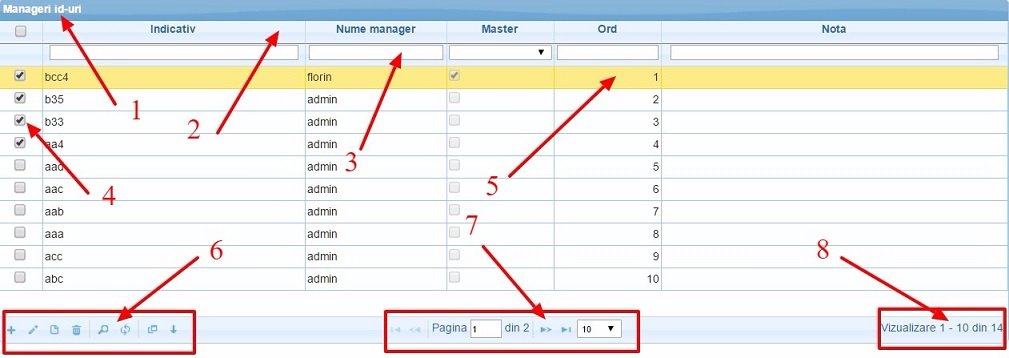 Manageri id-uri
Indicativ Nume manager Master Ord Nota
bcc4 florin 1
b35 admin 2
1
b33 admin 3
2
aa4 admin 4
aad admin 5
3
5
aac admin 6
4
aab admin 7
7
aaa admin 8
acc admin 9
6
8
abc admin 10
Pagina 1 din 2 10 Vizualizare 1 - 10 din 14